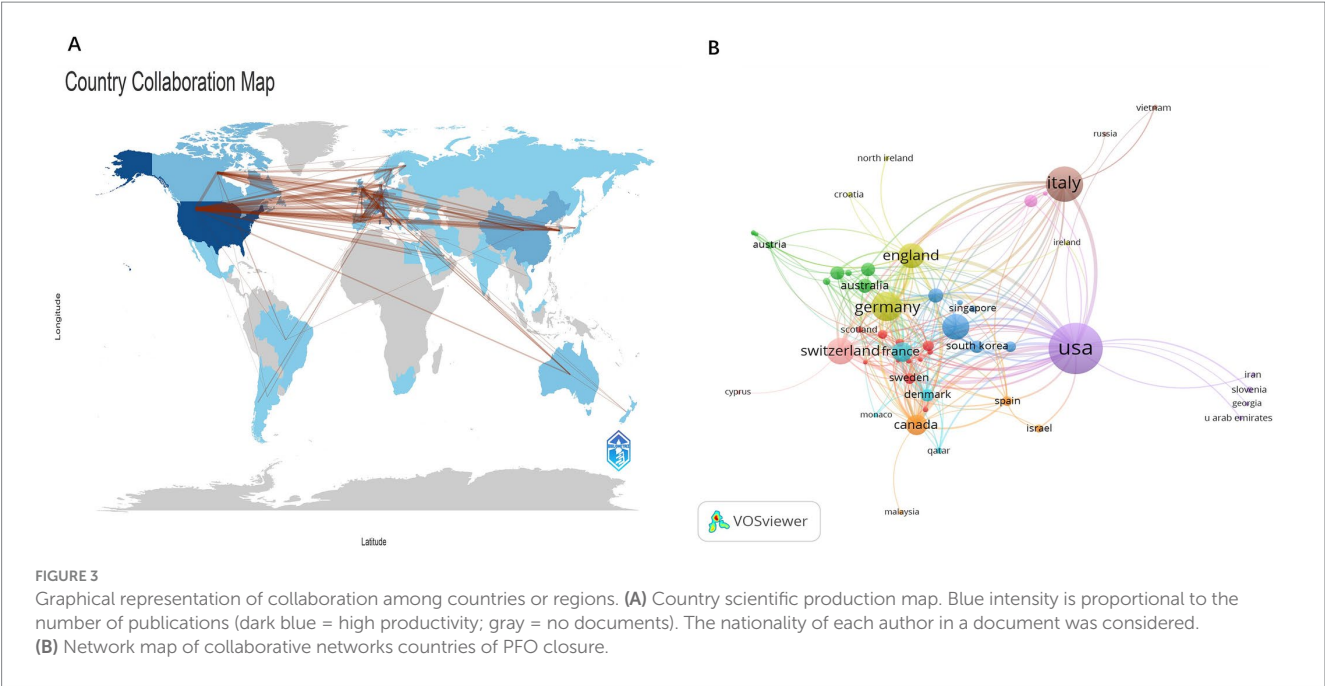 A
Country Collaboration Map
Longitude
Latitude
B
vietnam
russia
north ireland
italy
croatia
ireland
austria
england
australia
germany
singapore
scotland
switzerland
france
south korea
usa
sweden
denmark
cyprus
spain
monaco
canada
israel
qatar
iran
slovenia
georgia
u arab emirates
malaysia
VOSviewer
FIGURE 3
Graphical representation of collaboration among countries or regions. (A) Country scientific production map. Blue intensity is proportional to the
number of publications (dark blue = high productivity; gray = no documents). The nationality of each author in a document was considered.
(B) Network map of collaborative networks countries of PFO closure.